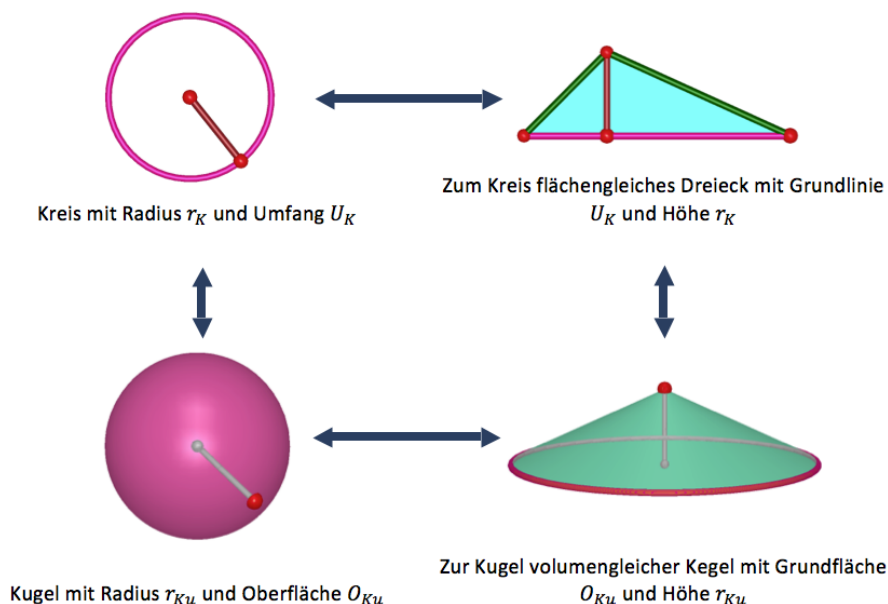 Kreis mit Radius r_K und Umfang U_K
Zum Kreis flächengleiches Dreieck mit Grundlinie
U_K und Höhe r_K
Kugel mit Radius r_Ku und Oberfläche O_Ku
Zur Kugel volumengleicher Kegel mit Grundfläche
O_Ku und Höhe r_Ku